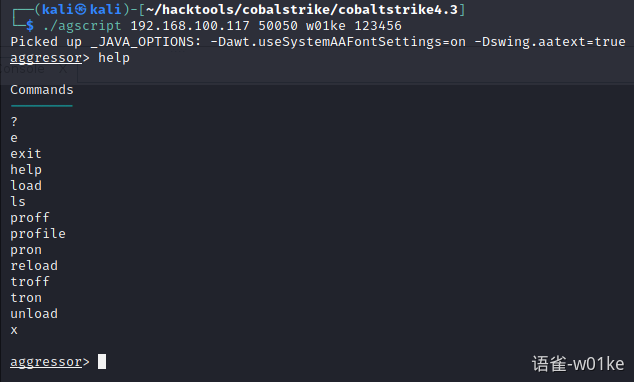 ┌──(kali㉿kali)-[~/hacktools/cobalstrike/cobaltstrike4.3]
└─$ ./agscript 192.168.100.117 50050 w01ke 123456
Picked up _JAVA_OPTIONS: -Dawt.useSystemAAFontSettings=on -Dswing.aatext=true
aggressor> help
Commands
--------
?
e
exit
help
load
ls
proff
profile
pron
reload
troff
tron
unload
x
aggressor>
语雀-w01ke